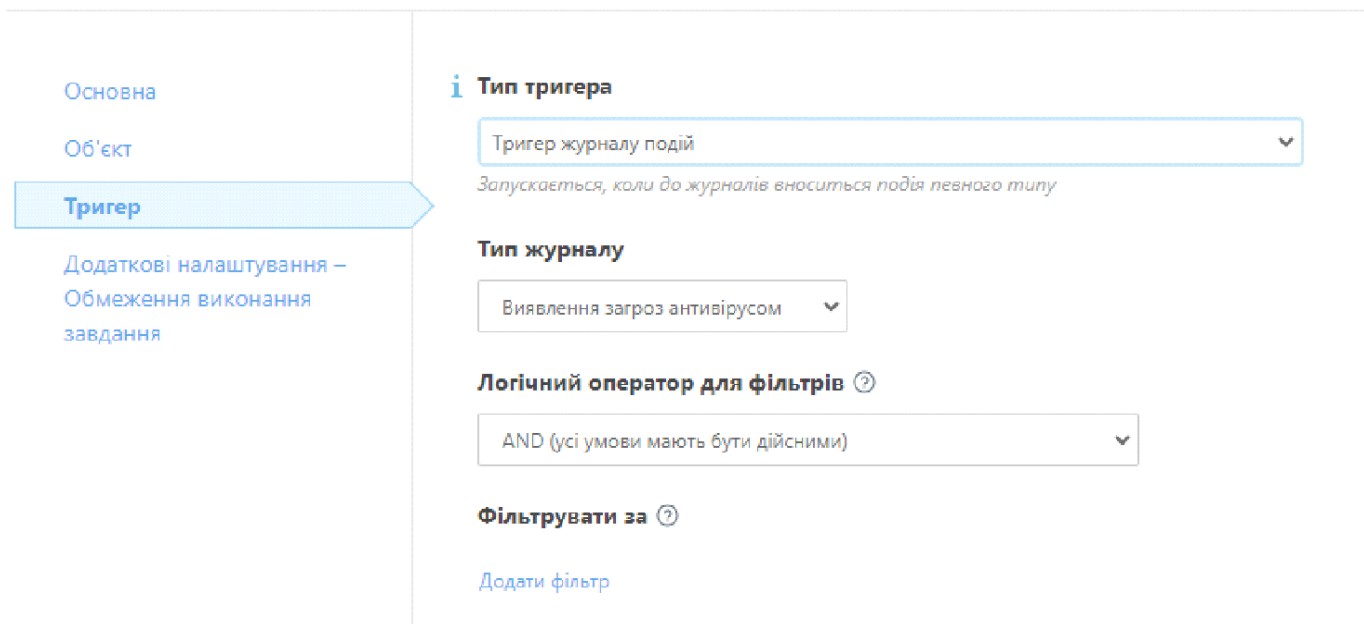 Основна
Об'єкт
Тригер
Додаткові налаштування –
Обмеження виконання
завдання
Тип тригера
Тригер журналу подій
Запускається, коли до журналів вноситься подія певного типу
Тип журналу
Виявлення загроз антивірусом
Логічний оператор для фільтрів
AND (усі умови мають бути дійсними)
Фільтрувати за
Додати фільтр